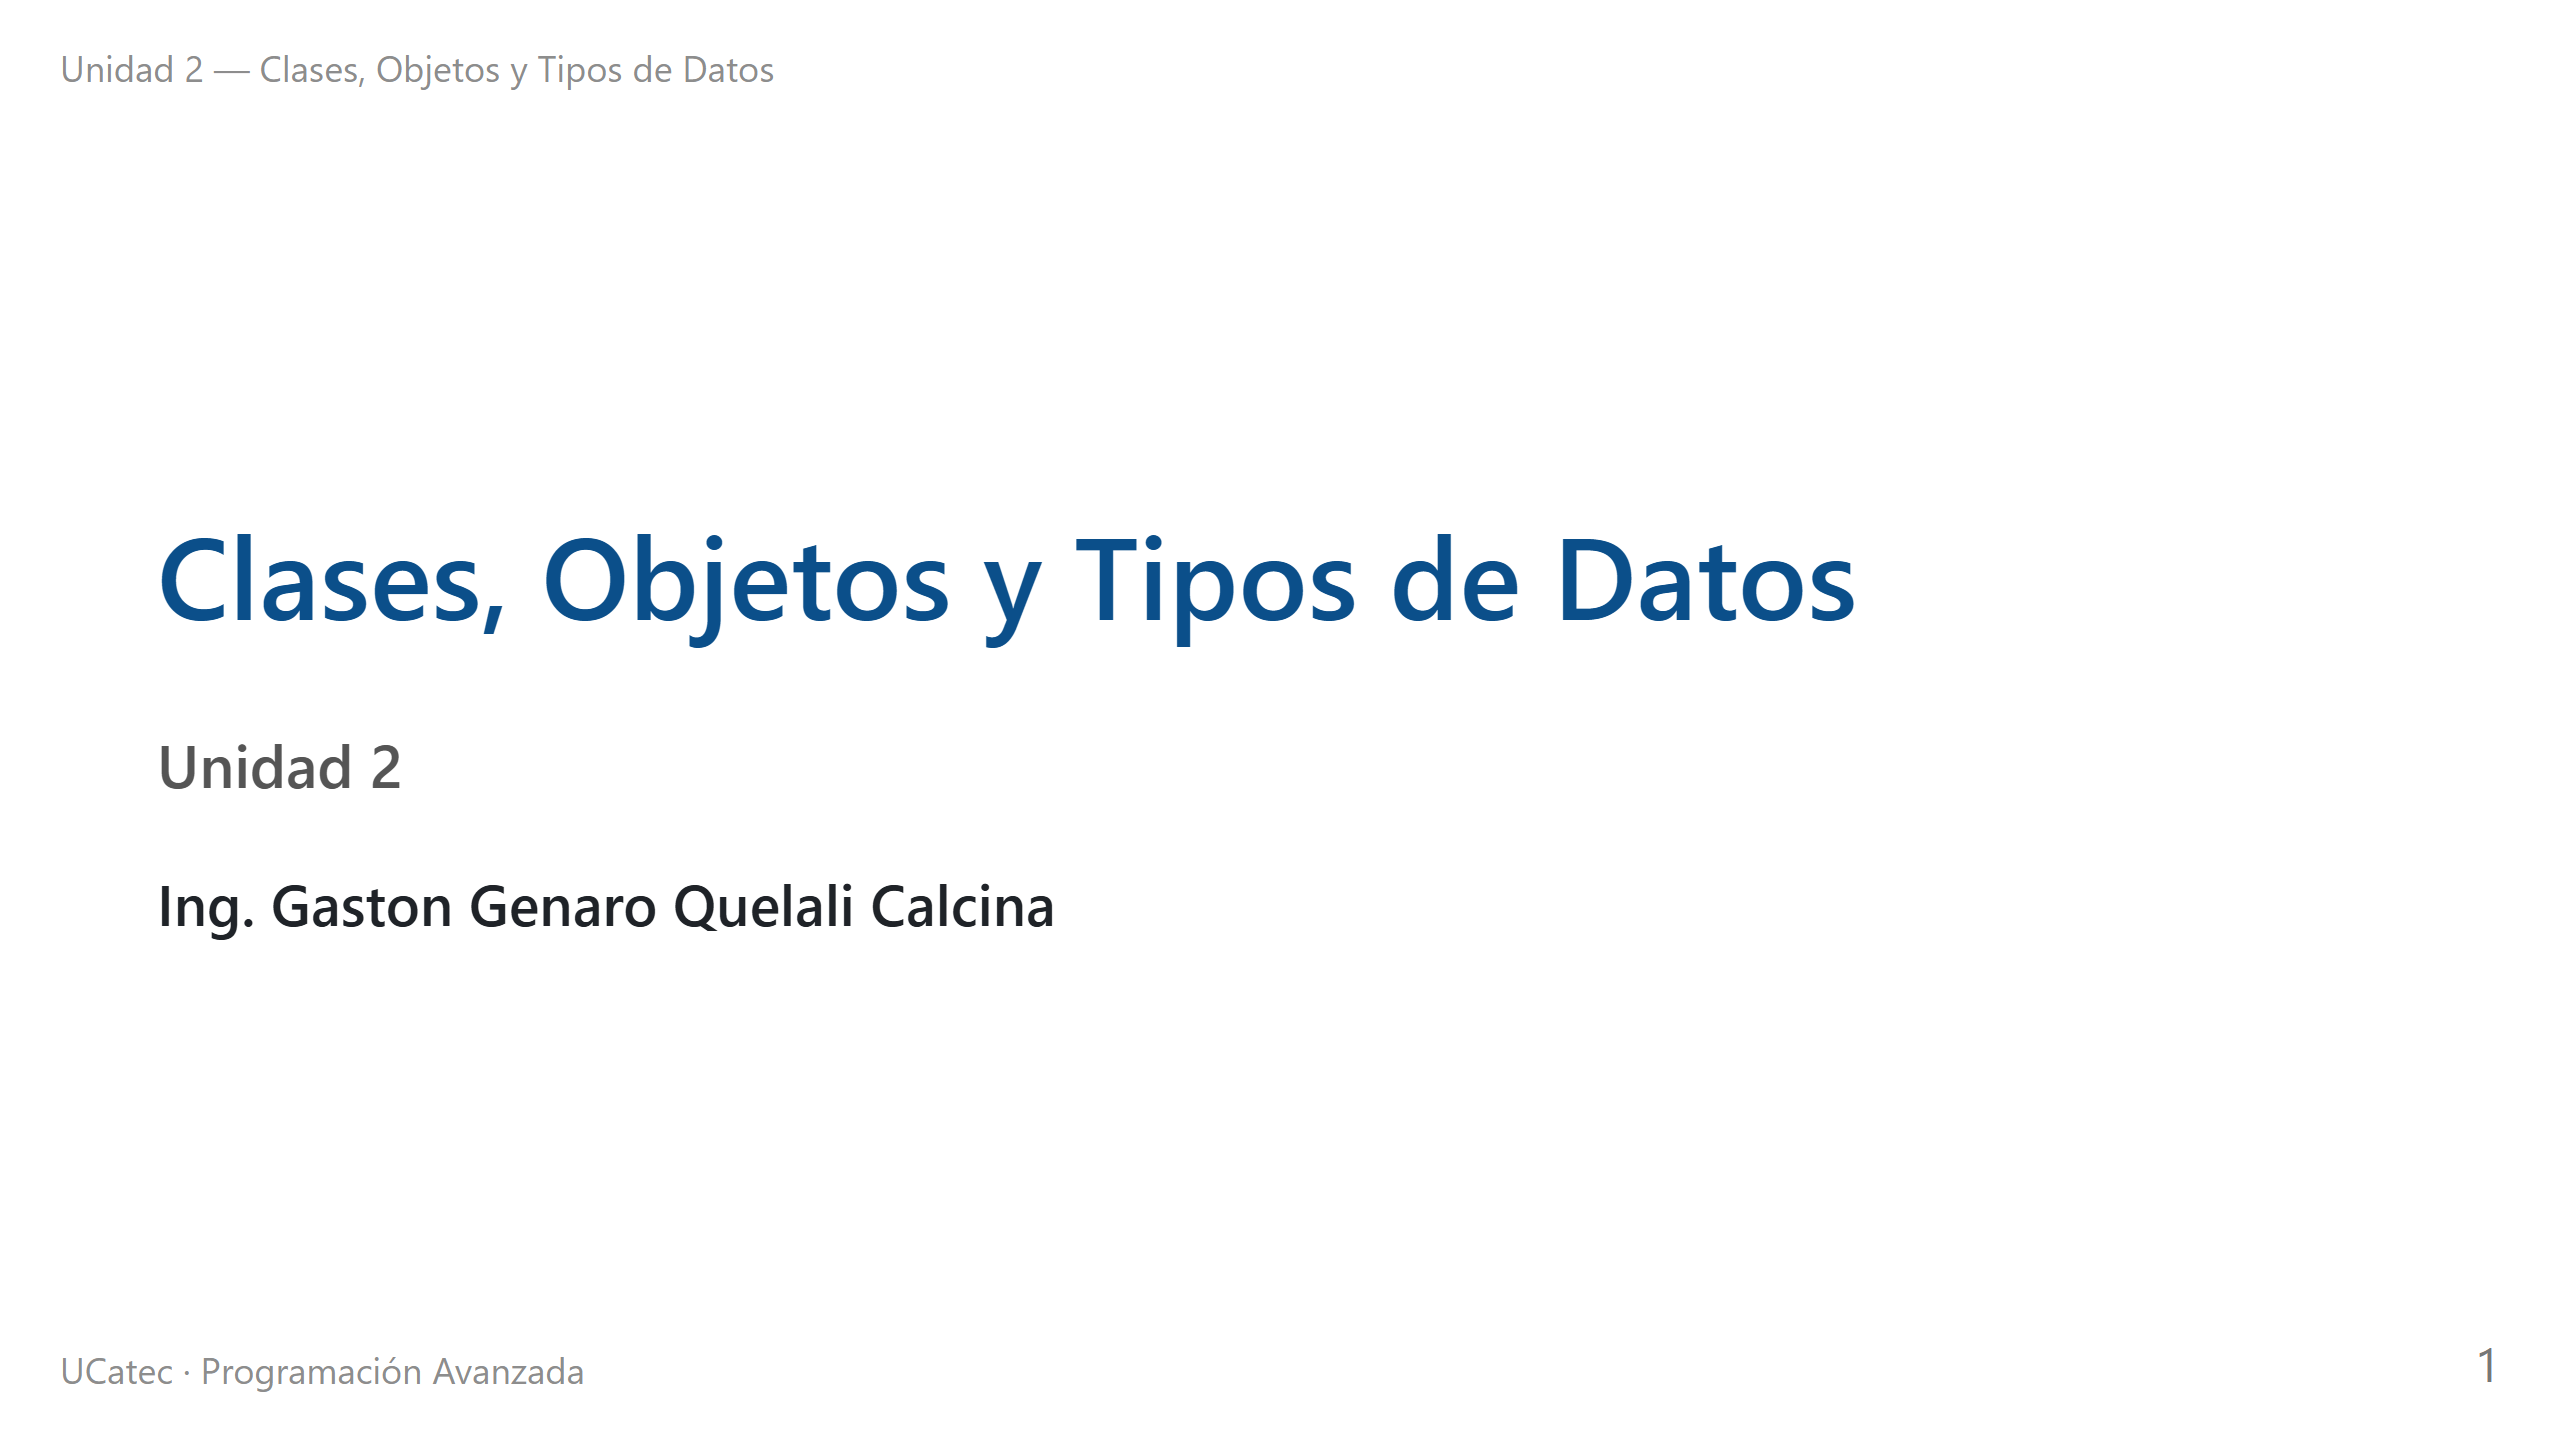 Unidad 2 — Clases, Objetos y Tipos de Datos
Clases, Objetos y Tipos de Datos
Unidad 2
Ing. Gaston Genaro Quelali Calcina
UCatec · Programación Avanzada
1